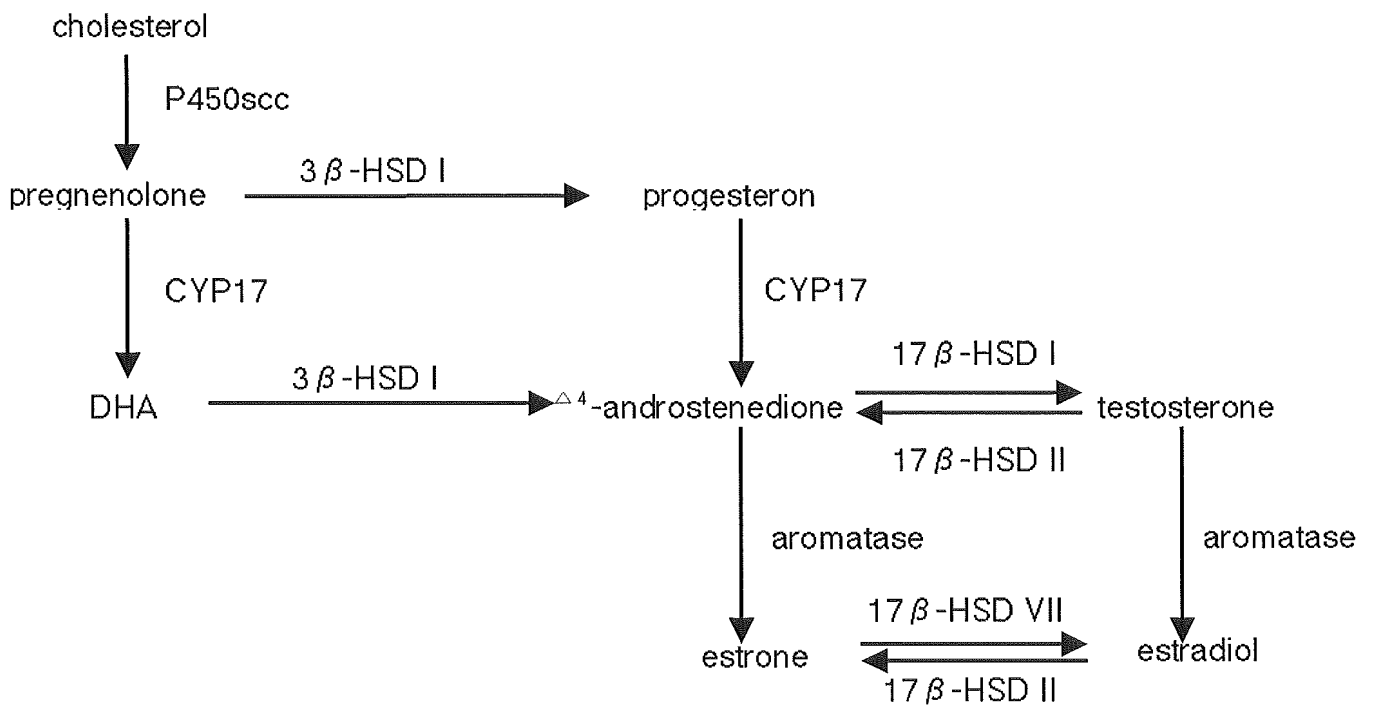 cholesterol
P450scc
3β-HSD I
pregnenolone
progesteron
CYP17
CYP17
17β-HSD I
3β-HSD I
DHA
△4-androstenedione
testosterone
17β-HSD II
aromatase
aromatase
17β-HSD VII
estrone
estradiol
17β-HSD II